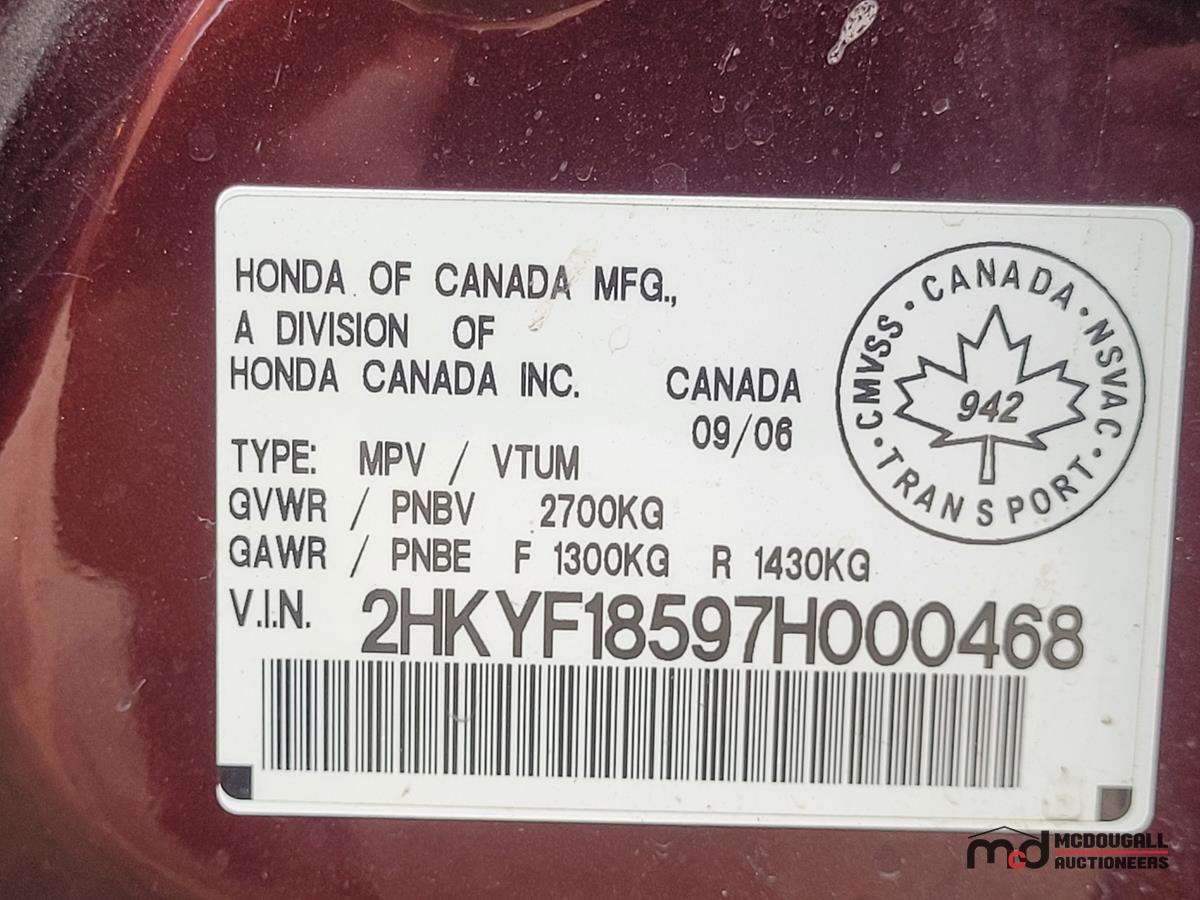 HONDA OF CANADA MFG.,
A DIVISION OF
HONDA CANADA INC. CANADA
09/06
TYPE: MPV / VTUM
GVWR / PNBV 2700KG
GAWR / PNBE F 1300KG R 1430KG
V.I.N. 2HKYF18597H000468
CANADA · NSVAC · TRANSPORT · CMVSS ·
942
mcd MCDOUGALL
AUCTIONEERS